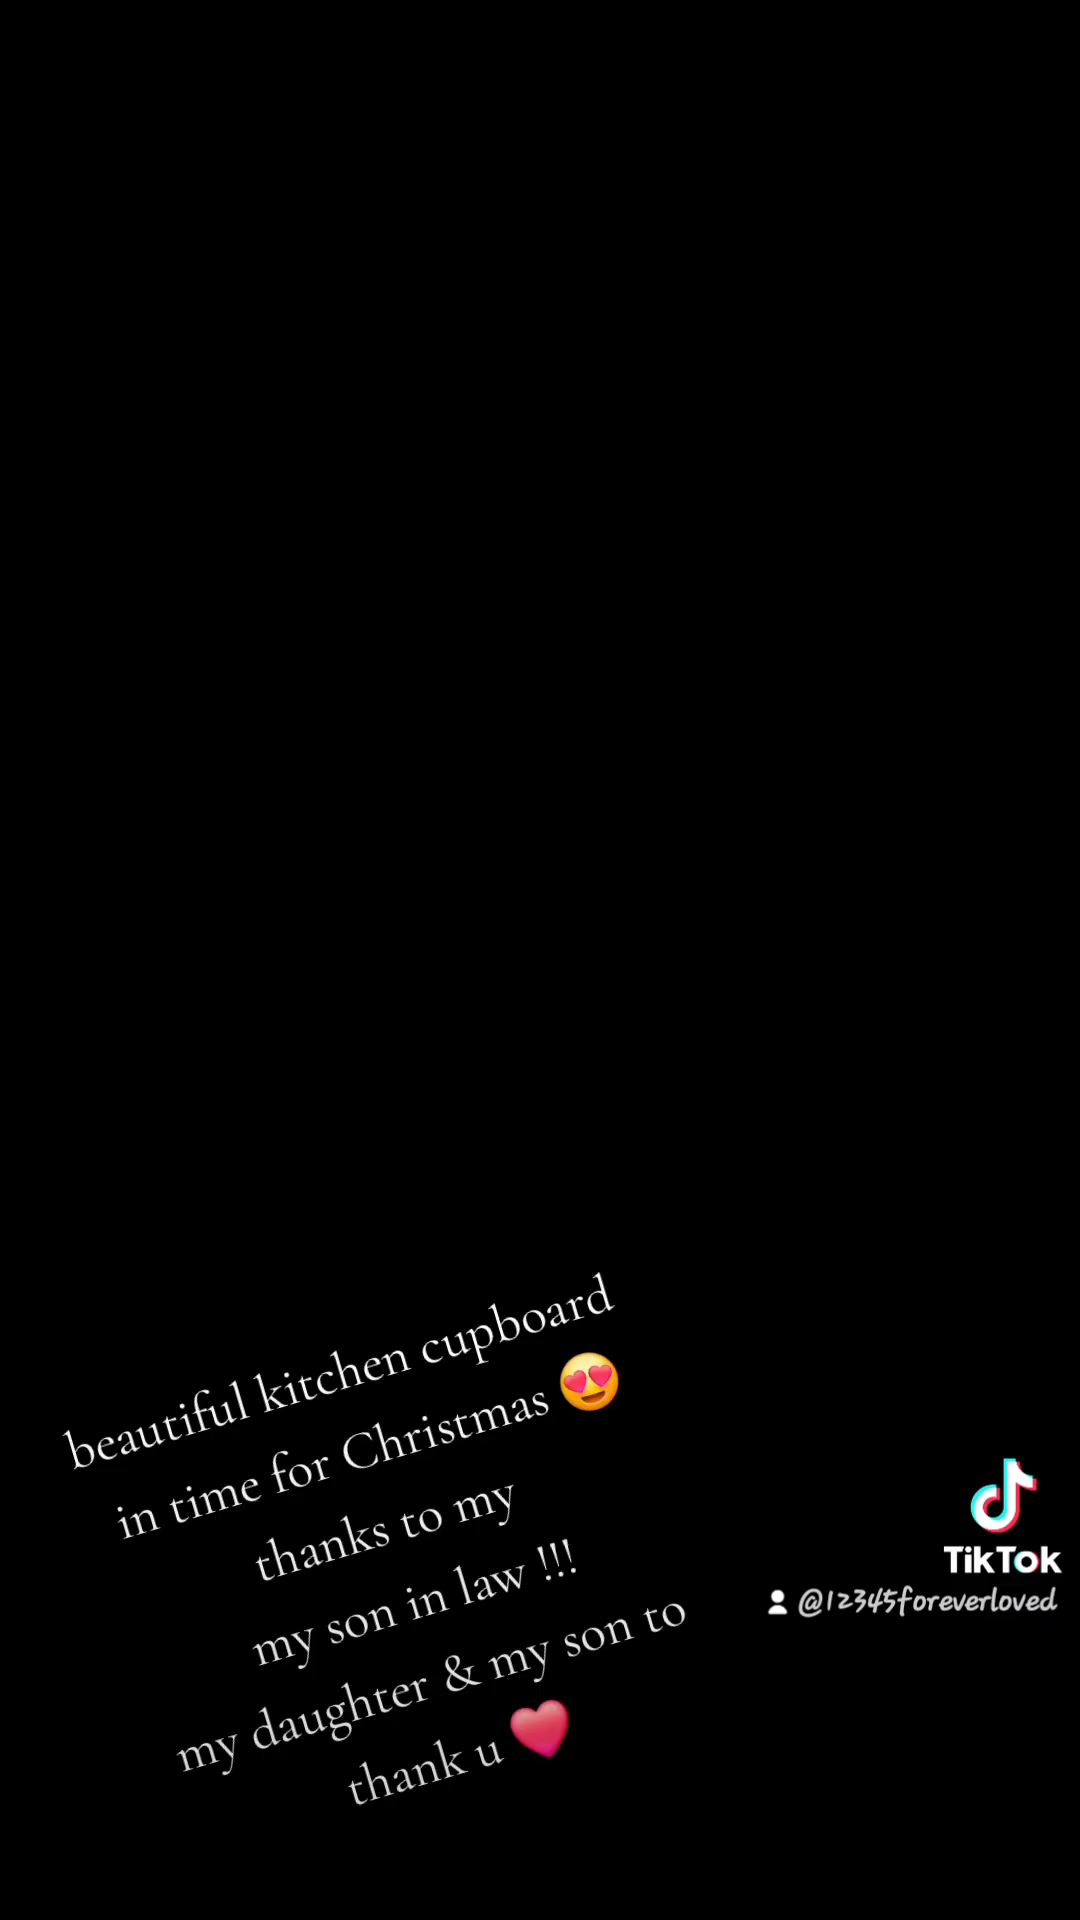 beautiful kitchen cupboard
in time for Christmas 😍
thanks to my
my son in law !!!
my daughter & my son to
thank u 💗
TikTok
@12345foreverloved